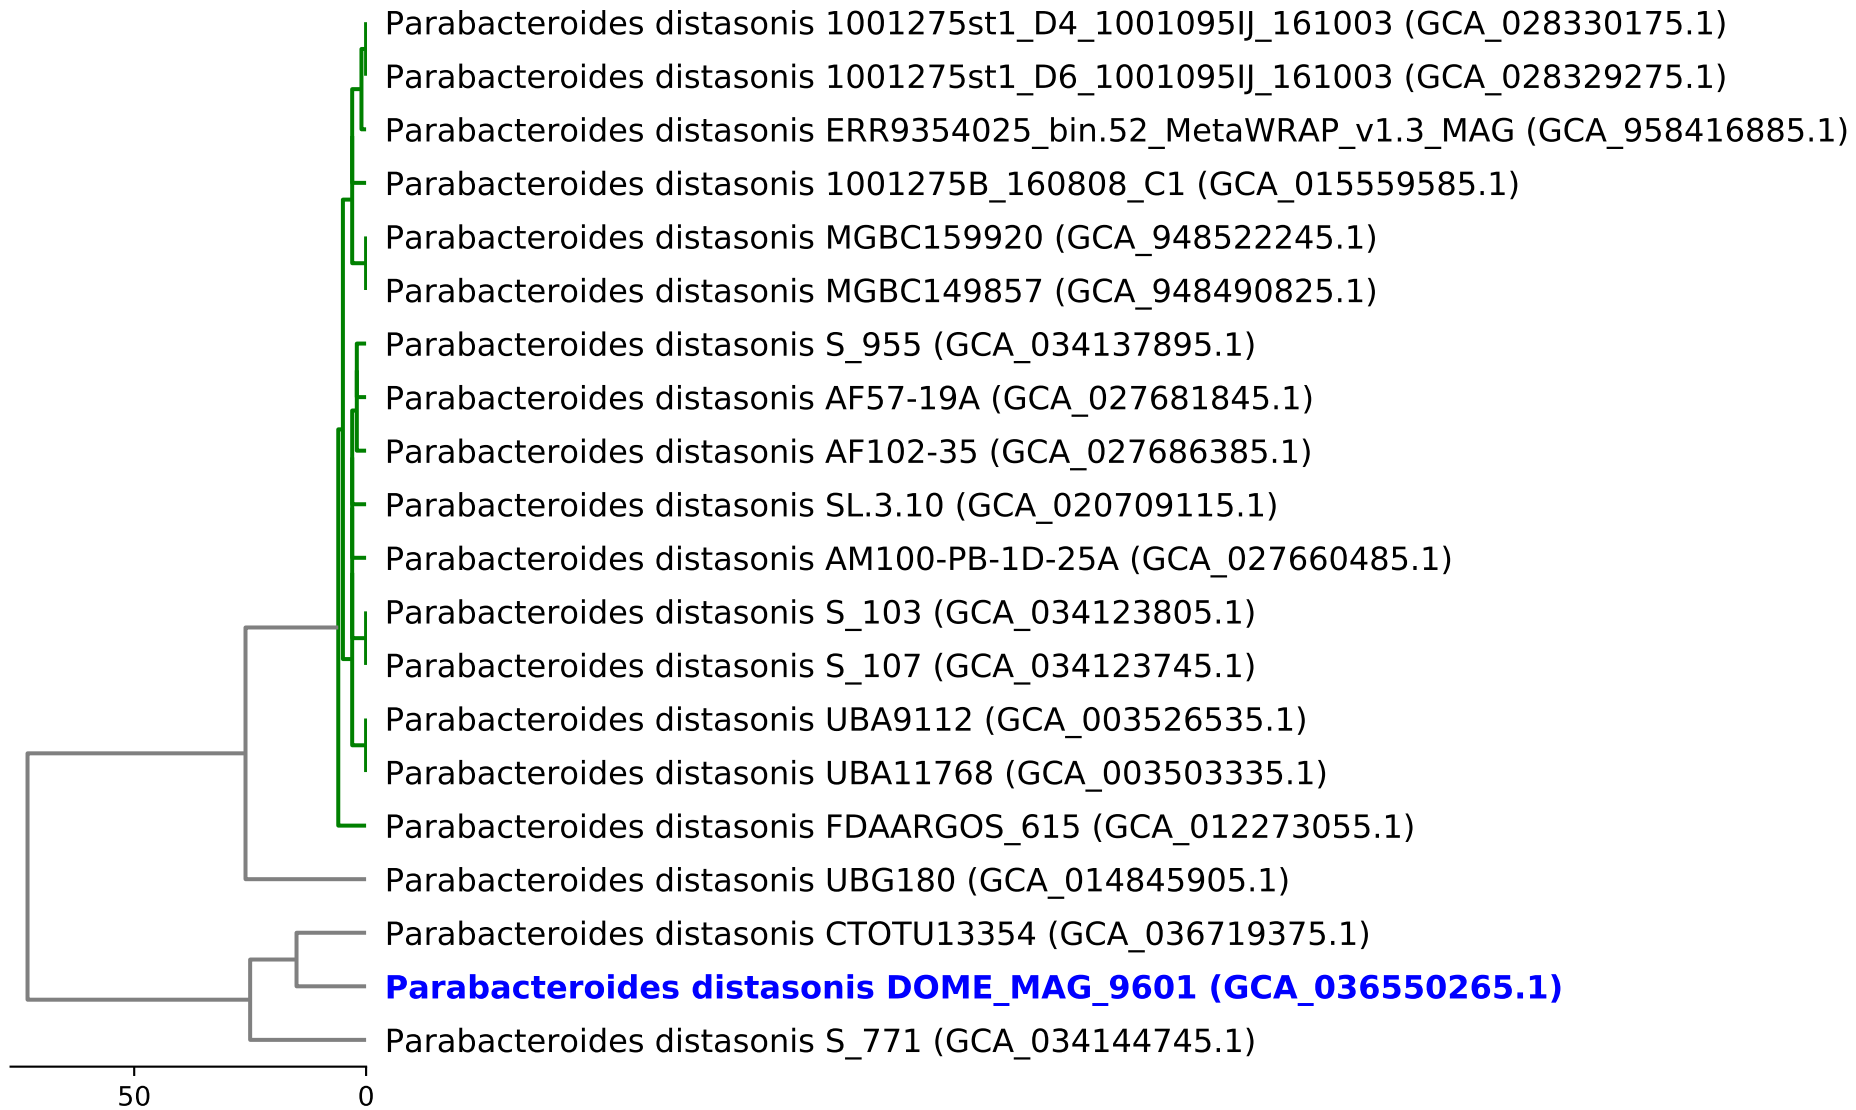 Parabacteroides distasonis 1001275st1_D4_1001095IJ_161003 (GCA_028330175.1)
Parabacteroides distasonis 1001275st1_D6_1001095IJ_161003 (GCA_028329275.1)
Parabacteroides distasonis ERR9354025_bin.52_MetaWRAP_v1.3_MAG (GCA_958416885.1)
Parabacteroides distasonis 1001275B_160808_C1 (GCA_015559585.1)
Parabacteroides distasonis MGBC159920 (GCA_948522245.1)
Parabacteroides distasonis MGBC149857 (GCA_948490825.1)
Parabacteroides distasonis S_955 (GCA_034137895.1)
Parabacteroides distasonis AF57-19A (GCA_027681845.1)
Parabacteroides distasonis AF102-35 (GCA_027686385.1)
Parabacteroides distasonis SL.3.10 (GCA_020709115.1)
Parabacteroides distasonis AM100-PB-1D-25A (GCA_027660485.1)
Parabacteroides distasonis S_103 (GCA_034123805.1)
Parabacteroides distasonis S_107 (GCA_034123745.1)
Parabacteroides distasonis UBA9112 (GCA_003526535.1)
Parabacteroides distasonis UBA11768 (GCA_003503335.1)
Parabacteroides distasonis FDAARGOS_615 (GCA_012273055.1)
Parabacteroides distasonis UBG180 (GCA_014845905.1)
Parabacteroides distasonis CTOTU13354 (GCA_036719375.1)
Parabacteroides distasonis DOME_MAG_9601 (GCA_036550265.1)
Parabacteroides distasonis S_771 (GCA_034144745.1)
50 0